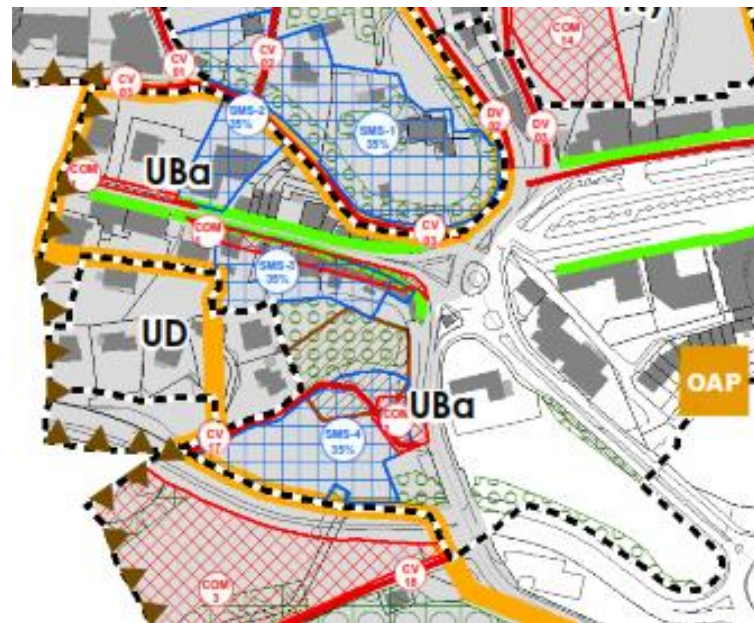 COM
14
CV
01
CV
02
CV
03
SMS-2
35%
SMS-1
35%
DV
02
DV
03
UBa
COM
COM
CV
03
SMS-3
35%
UD
OAP
UBa
COM
CV
17
SMS-4
35%
COM
3
CV
18